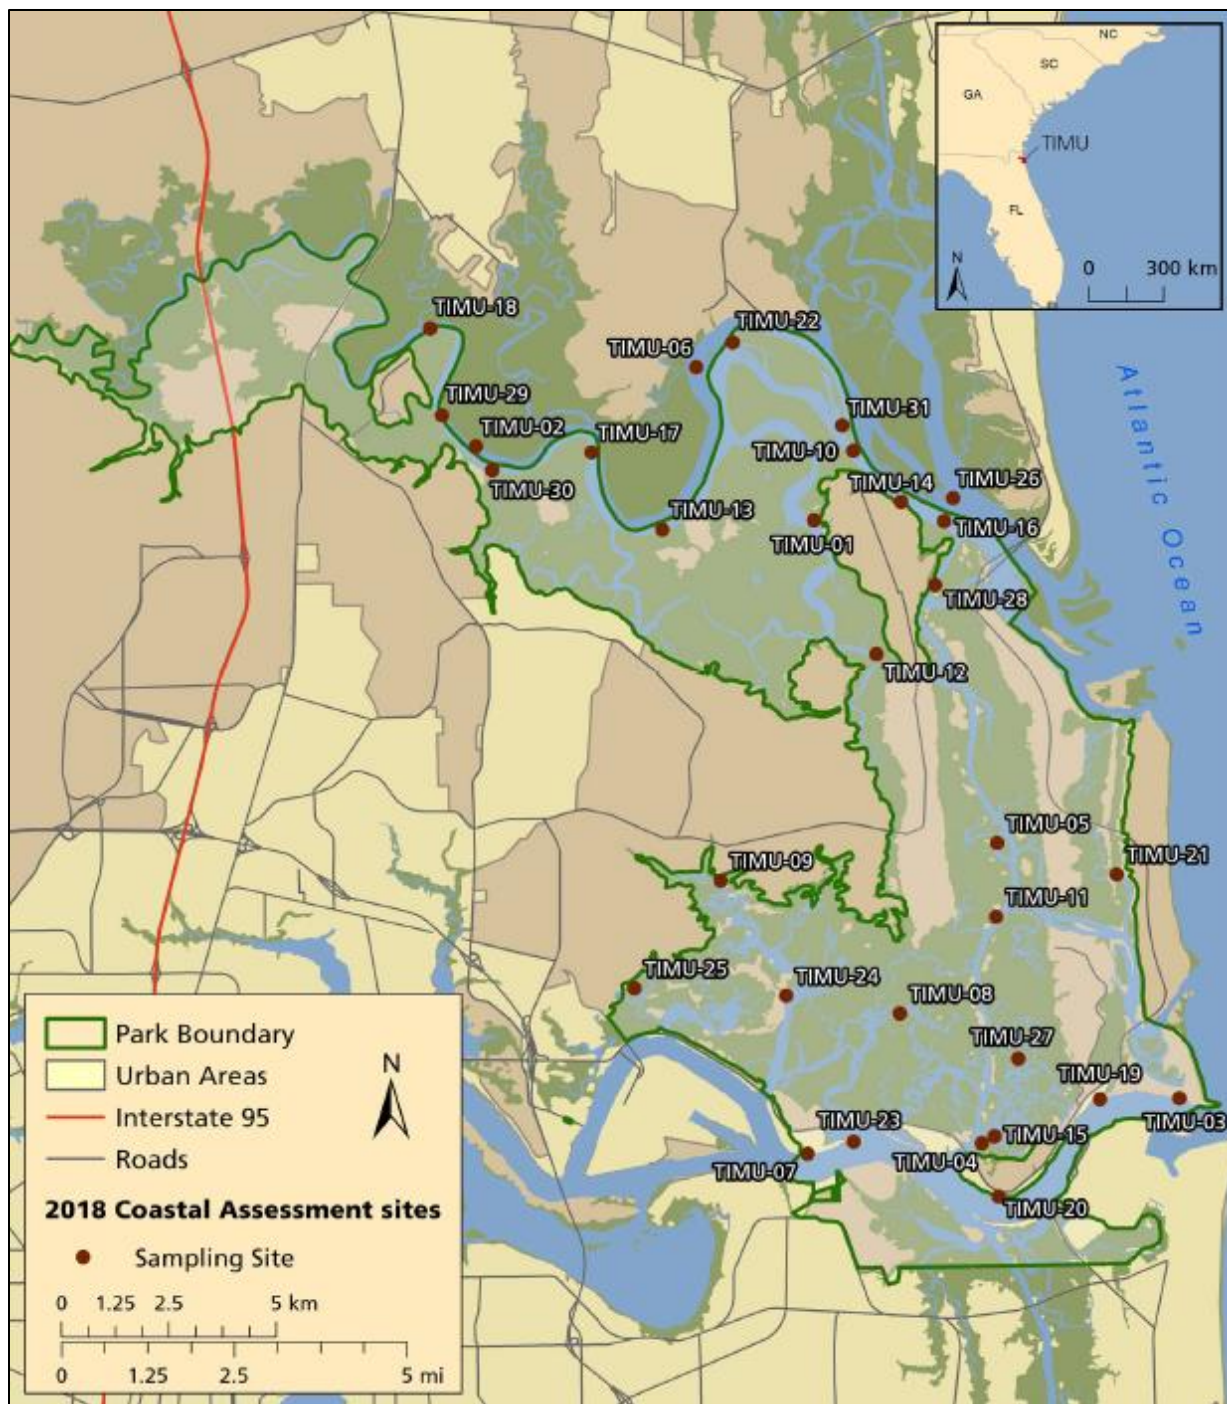 NC
SC
GA
TIMU
FL
N
0 300 km
TIMU-18
TIMU-22
TIMU-06
TIMU-29
TIMU-31
TIMU-02
TIMU-17
TIMU-10
TIMU-30
TIMU-14
TIMU-26
TIMU-13
TIMU-16
TIMU-01
TIMU-28
TIMU-12
Atlantic Ocean
TIMU-05
TIMU-09
TIMU-21
TIMU-11
TIMU-25
TIMU-24
TIMU-08
TIMU-27
TIMU-19
TIMU-03
TIMU-23
TIMU-15
TIMU-04
TIMU-07
TIMU-20
Park Boundary
Urban Areas
Interstate 95
Roads
N
2018 Coastal Assessment sites
Sampling Site
0 1.25 2.5 5 km
0 1.25 2.5 5 mi